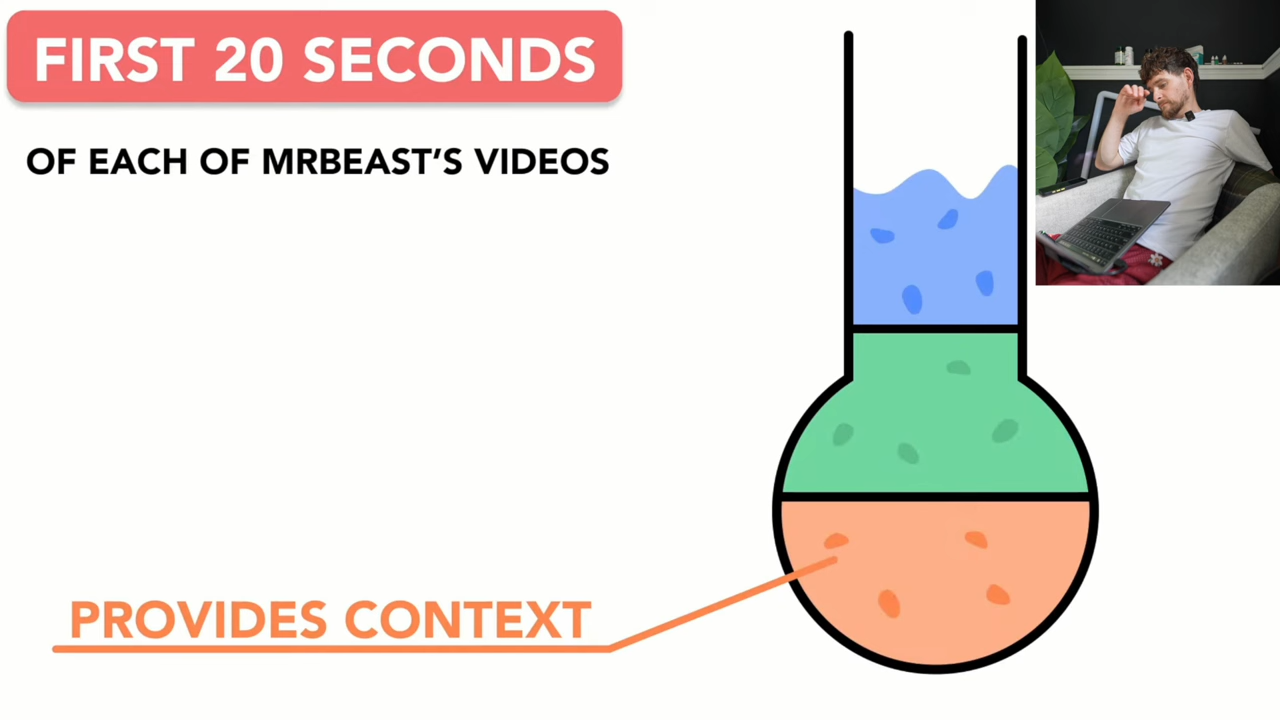 FIRST 20 SECONDS
OF EACH OF MRBEAST'S VIDEOS
PROVIDES CONTEXT